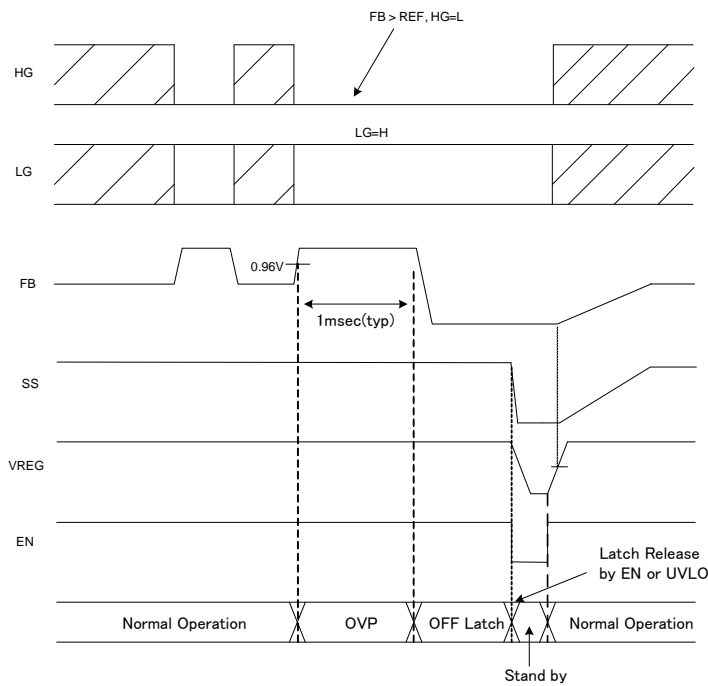 FB > REF, HG=L
HG
LG=H
LG
0.96V
FB
1msec(typ)
SS
VREG
EN
Latch Release
by EN or UVLO
Normal Operation
OVP
OFF Latch
Normal Operation
Stand by